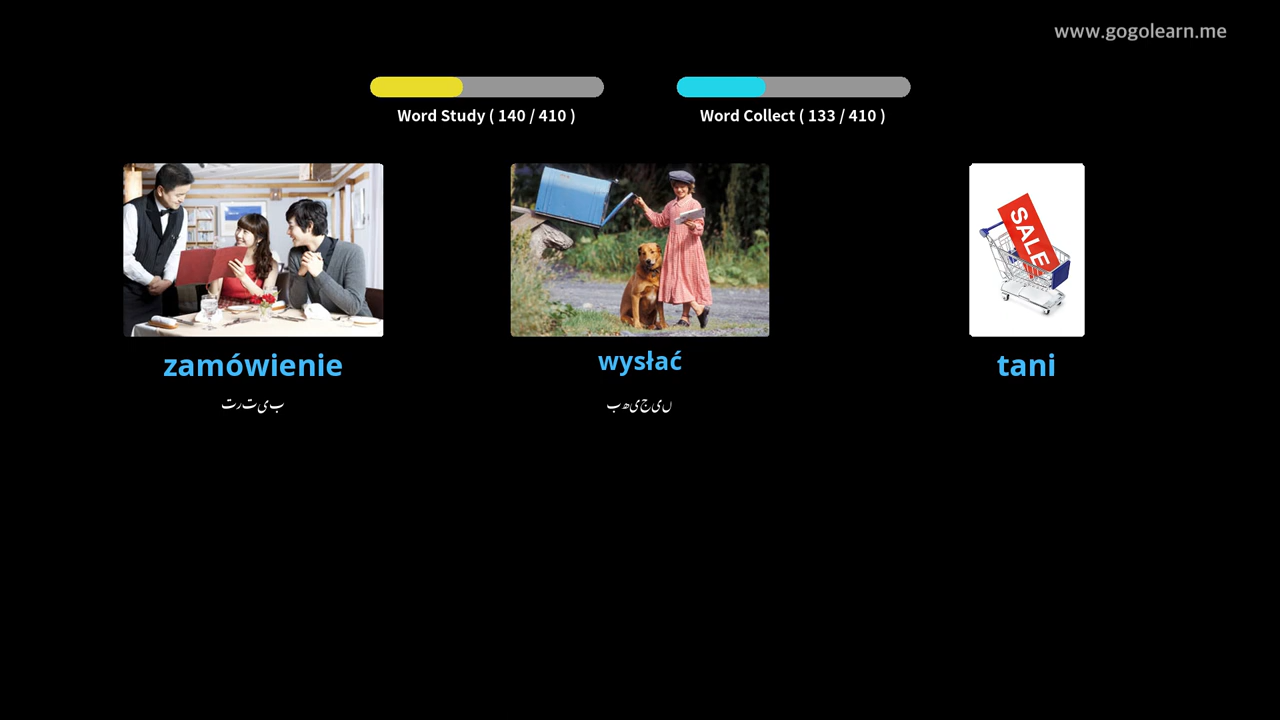 www.gogolearn.me
Word Study ( 140 / 410 )
Word Collect ( 133 / 410 )
zamówienie
wysłać
tani
ترتیب
بھیجیں
SALE